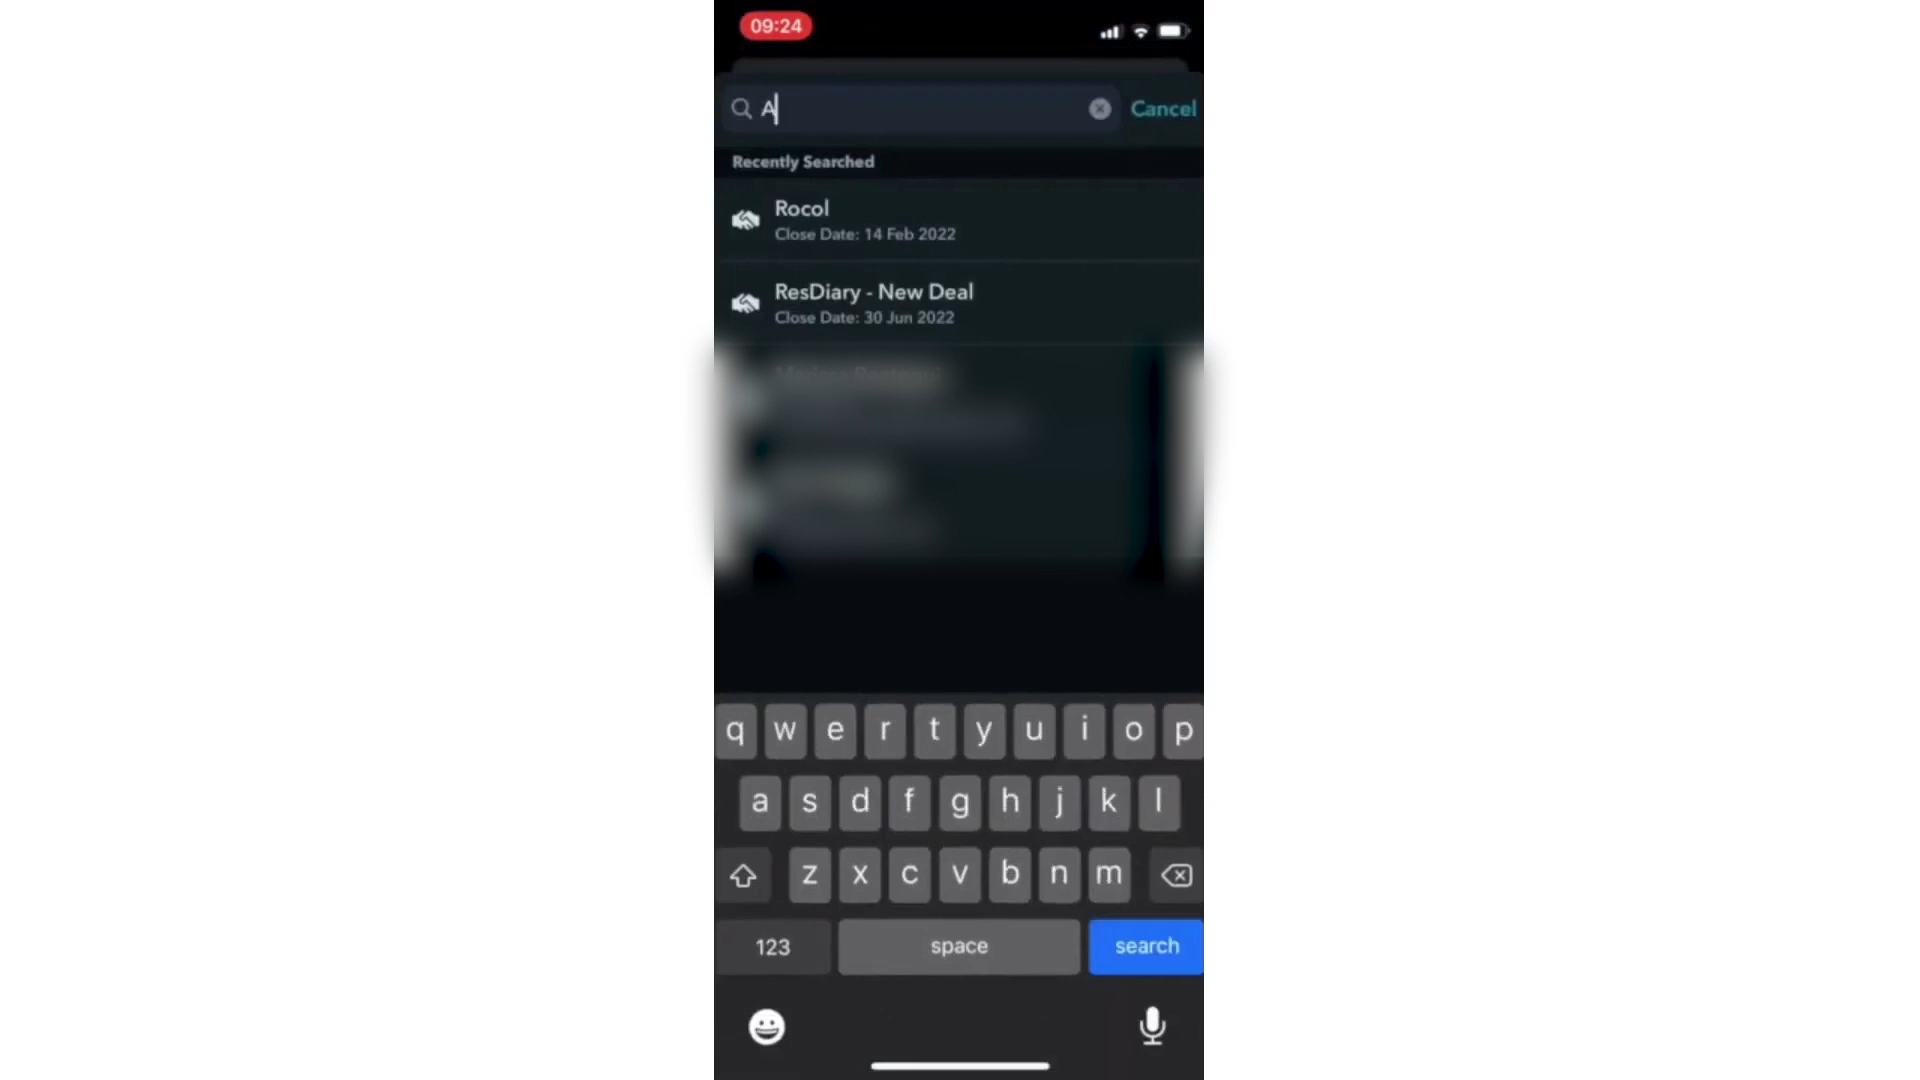 09:24
A
Cancel
Recently Searched
Rocol
Close Date: 14 Feb 2022
ResDiary - New Deal
Close Date: 30 Jun 2022
q w e r t y u i o p
a s d f g h j k l
z x c v b n m
123 space search